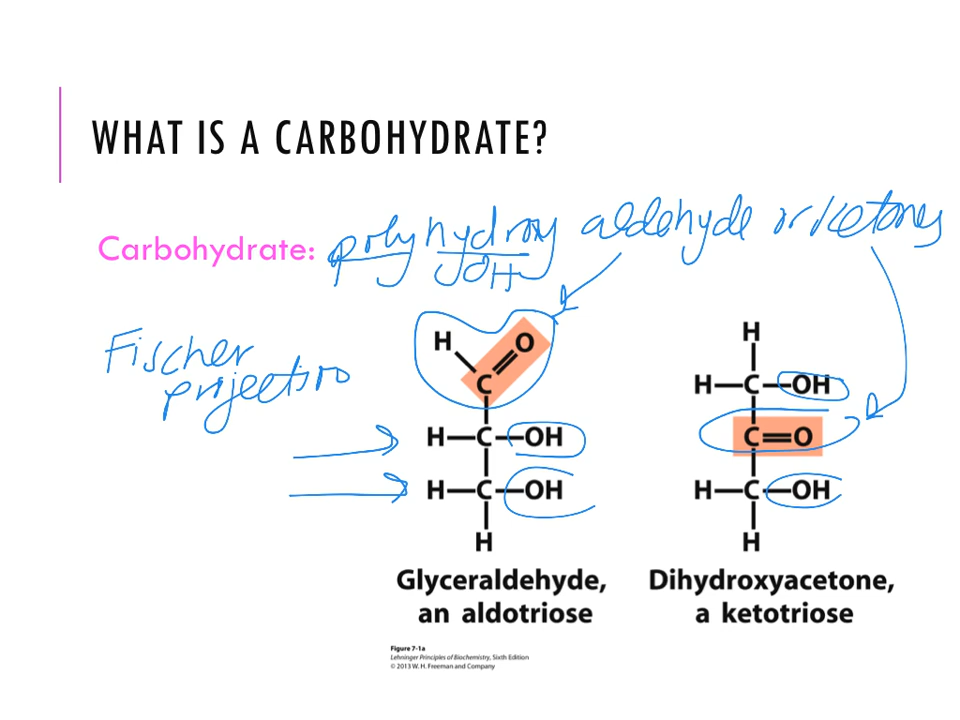 WHAT IS A CARBOHYDRATE?
Carbohydrate: polyhydroxy aldehyde or ketones
OH
Fischer
projection
H O
C
H—C—OH
H—C—OH
H
Glyceraldehyde,
an aldotriose
H
H—C—OH
C=O
H—C—OH
H
Dihydroxyacetone,
a ketotriose
Figure 7-1a
Lehninger Principles of Biochemistry, Sixth Edition
© 2013 W. H. Freeman and Company